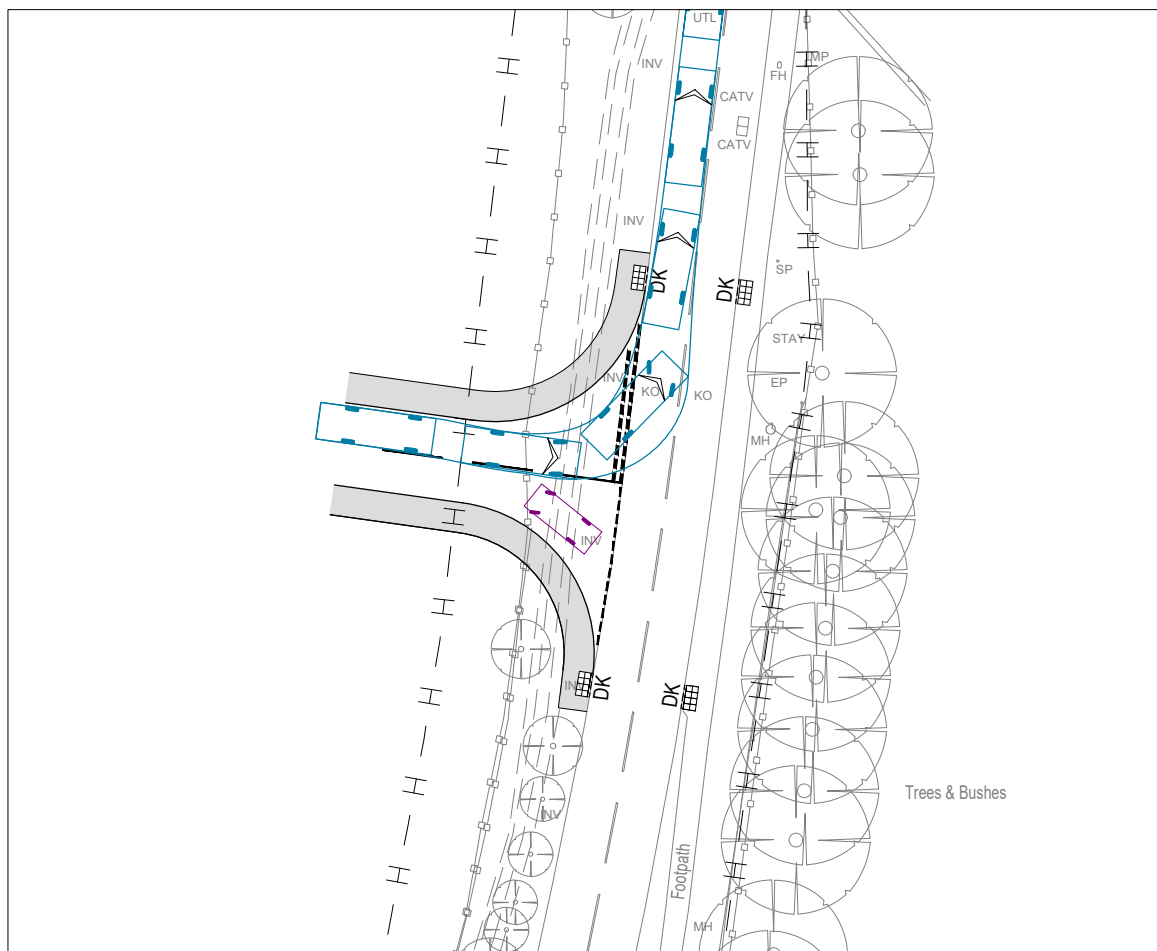 UTL
INV
MP
FH
CATV
CATV
INV
SP
DK
DK
STAY
INV
EP
KO
KO
MH
INV
INV
DK
DK
Trees & Bushes
INV
Footpath
MH